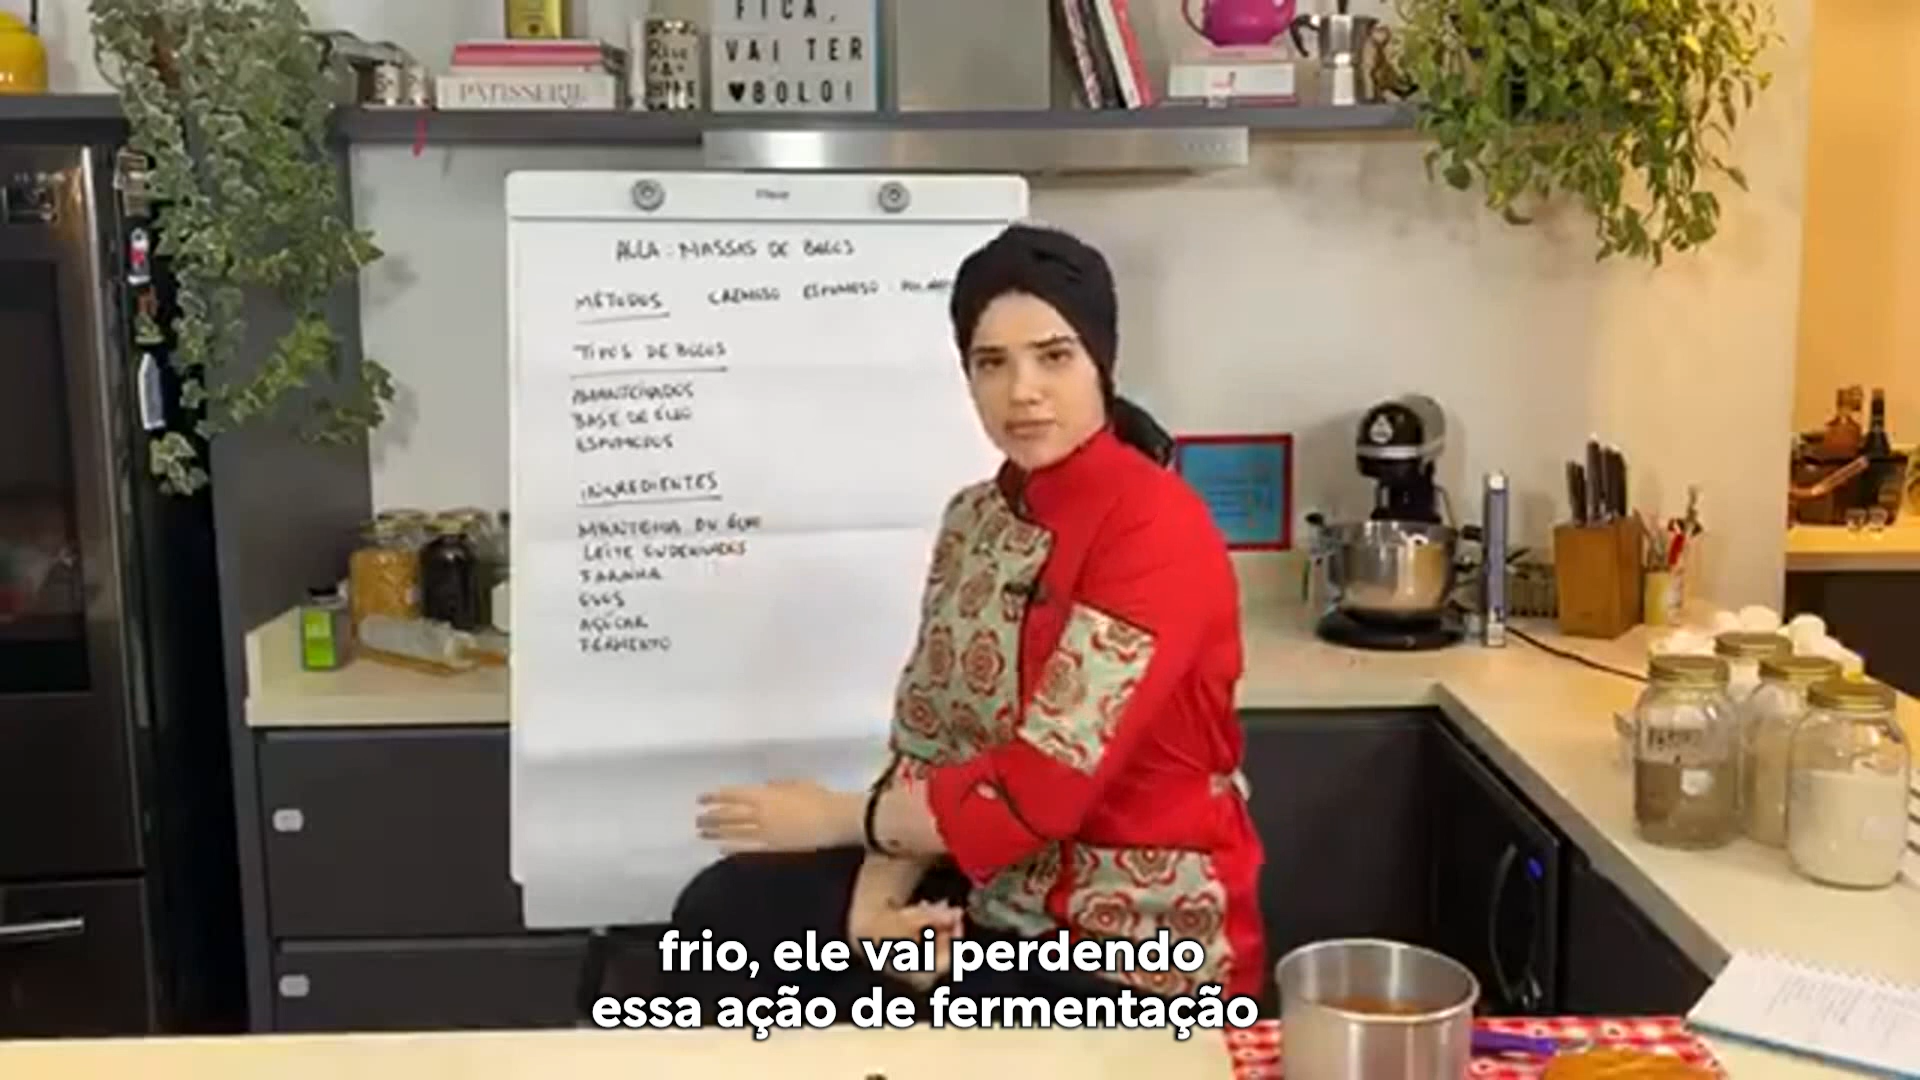 FICA,
VAI TER
♥BOLO!
PATISSERIE
AULA: MASSAS DE BOLOS
MÉTODOS CREMOSO ESPUMOSO
TIPOS DE BOLOS
AMANTEIGADOS
BASE DE ÓLEO
ESPUMOSOS
INGREDIENTES
MANTEIGA OU ÓLEO
LEITE
FARINHA
OVOS
AÇÚCAR
FERMENTO
frio, ele vai perdendo
essa ação de fermentação